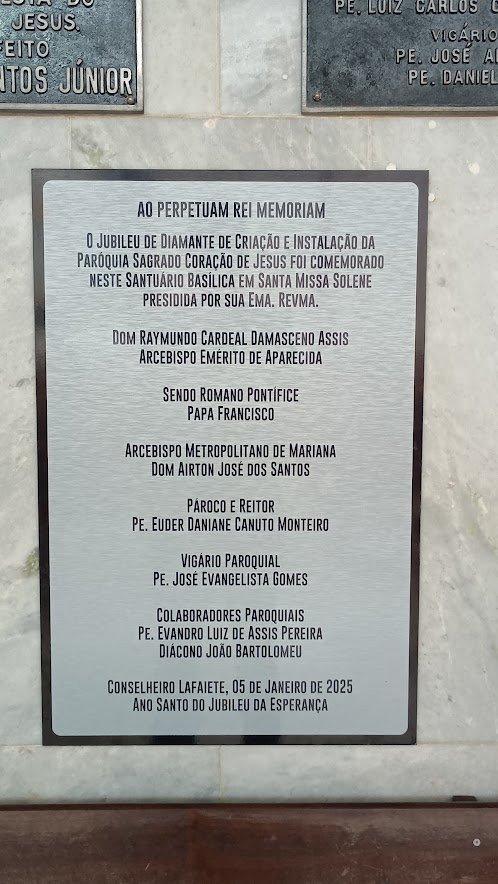 JESUS.
FEITO
NTOS JÚNIOR
PE. LUIZ CARLOS
VIGÁRIO
PE. JOSÉ
PE. DANIEL
AO PERPETUAM REI MEMORIAM
O JUBILEU DE DIAMANTE DE CRIAÇÃO E INSTALAÇÃO DA
PARÓQUIA SAGRADO CORAÇÃO DE JESUS FOI COMEMORADO
NESTE SANTUÁRIO BASÍLICA EM SANTA MISSA SOLENE
PRESIDIDA POR SUA EMA. REVMA.
DOM RAYMUNDO CARDEAL DAMASCENO ASSIS
ARCEBISPO EMÉRITO DE APARECIDA
SENDO ROMANO PONTÍFICE
PAPA FRANCISCO
ARCEBISPO METROPOLITANO DE MARIANA
DOM AIRTON JOSÉ DOS SANTOS
PÁROCO E REITOR
PE. EUDER DANIANE CANUTO MONTEIRO
VIGÁRIO PAROQUIAL
PE. JOSÉ EVANGELISTA GOMES
COLABORADORES PAROQUIAIS
PE. EVANDRO LUIZ DE ASSIS PEREIRA
DIÁCONO JOÃO BARTOLOMEU
CONSELHEIRO LAFAIETE, 05 DE JANEIRO DE 2025
ANO SANTO DO JUBILEU DA ESPERANÇA